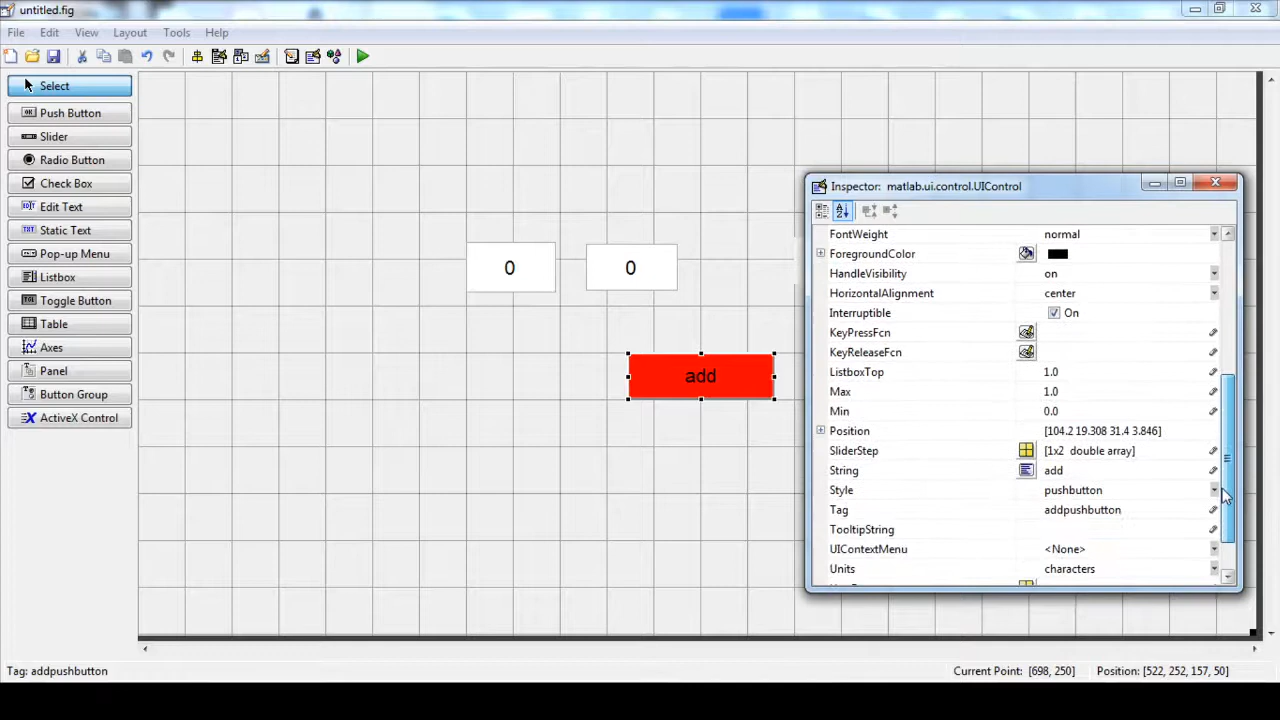 untitled.fig
File Edit View Layout Tools Help
Select
Push Button
Slider
Radio Button
Check Box
Edit Text
Static Text
Pop-up Menu
Listbox
Toggle Button
Table
Axes
Panel
Button Group
ActiveX Control
0 0
add
Inspector: matlab.ui.control.UIControl
FontWeight normal
ForegroundColor
HandleVisibility on
HorizontalAlignment center
Interruptible On
KeyPressFcn
KeyReleaseFcn
ListboxTop 1.0
Max 1.0
Min 0.0
Position [104.2 19.308 31.4 3.846]
SliderStep [1x2 double array]
String add
Style pushbutton
Tag addpushbutton
TooltipString
UIContextMenu <None>
Units characters
Tag: addpushbutton Current Point: [698, 250] Position: [522, 252, 157, 50]